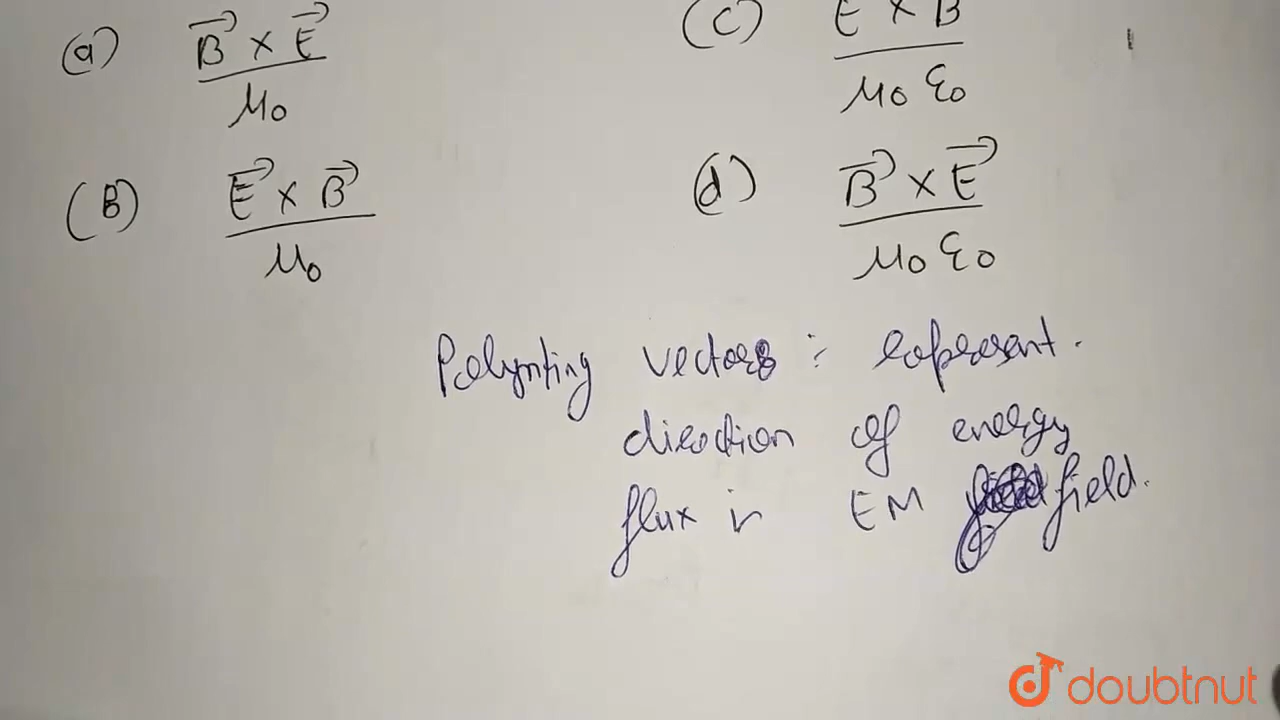 (a) B⃗ × E⃗ / μ₀
(c) E × B / μ₀ ε₀
(B) E⃗ × B⃗ / μ₀
(d) B⃗ × E⃗ / μ₀ ε₀
Polynting vectors : represent.
direction of energy
flux in EM field.
doubtnut